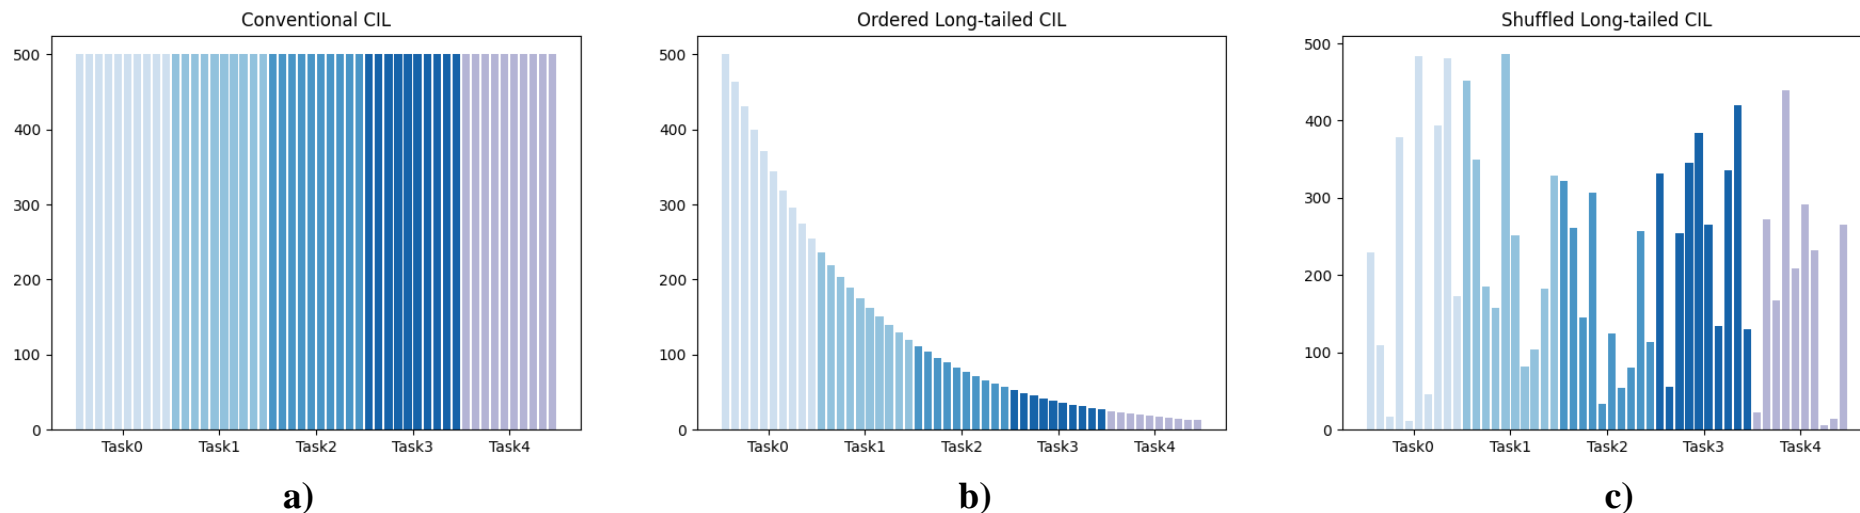 Conventional CIL
500
400
300
200
100
0
Task0 Task1 Task2 Task3 Task4
a)
Ordered Long-tailed CIL
500
400
300
200
100
0
Task0 Task1 Task2 Task3 Task4
b)
Shuffled Long-tailed CIL
500
400
300
200
100
0
Task0 Task1 Task2 Task3 Task4
c)